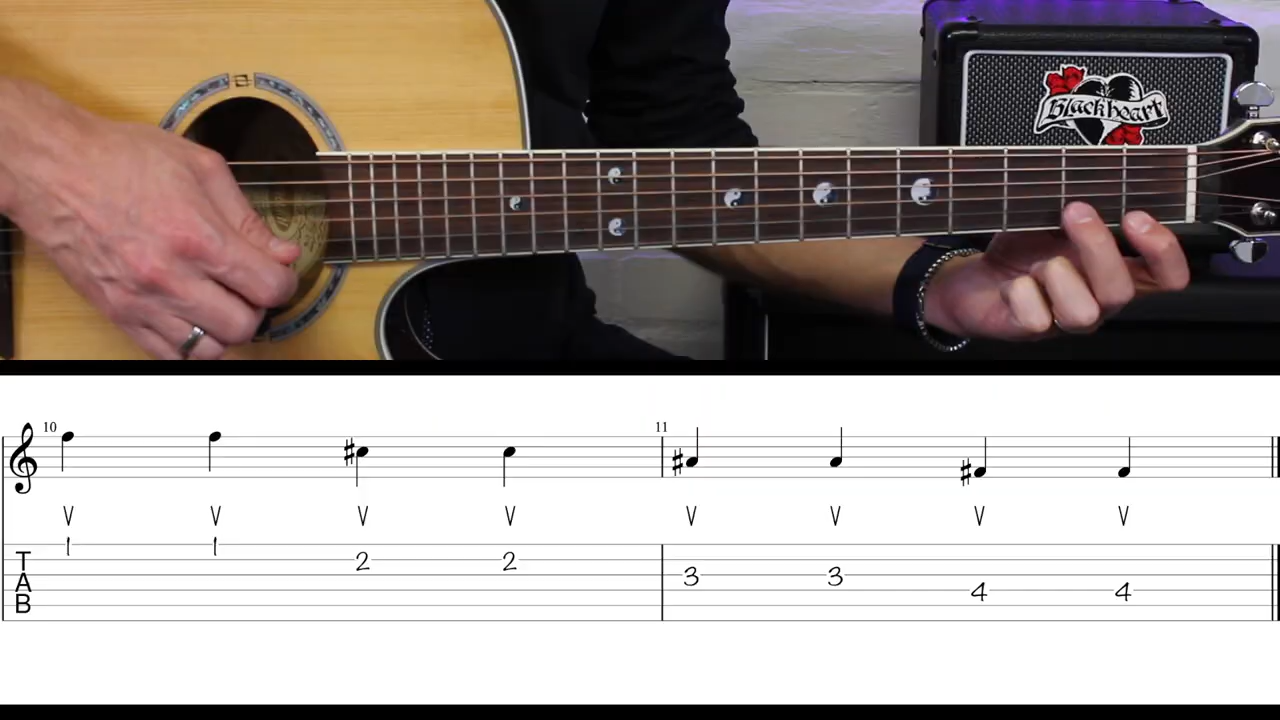 Blackheart
10
11
V V V V V V V V
T
A
B
1 1 2 2 3 3 4 4